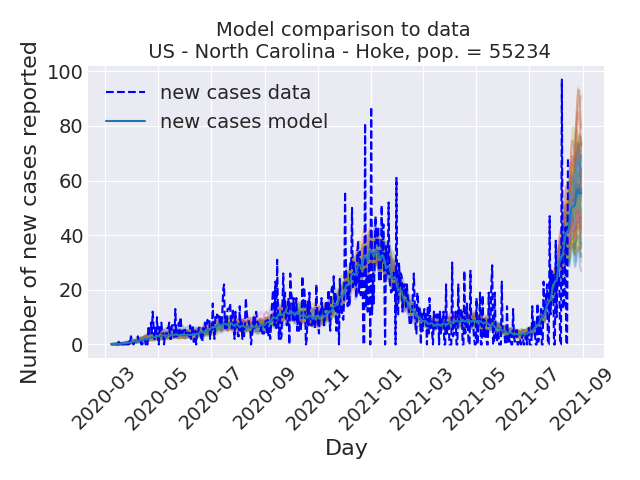 Model comparison to data
US - North Carolina - Hoke, pop. = 55234
Number of new cases reported
100
80
60
40
20
0
new cases data
new cases model
2020-03
2020-05
2020-07
2020-09
2020-11
2021-01
2021-03
2021-05
2021-07
2021-09
Day